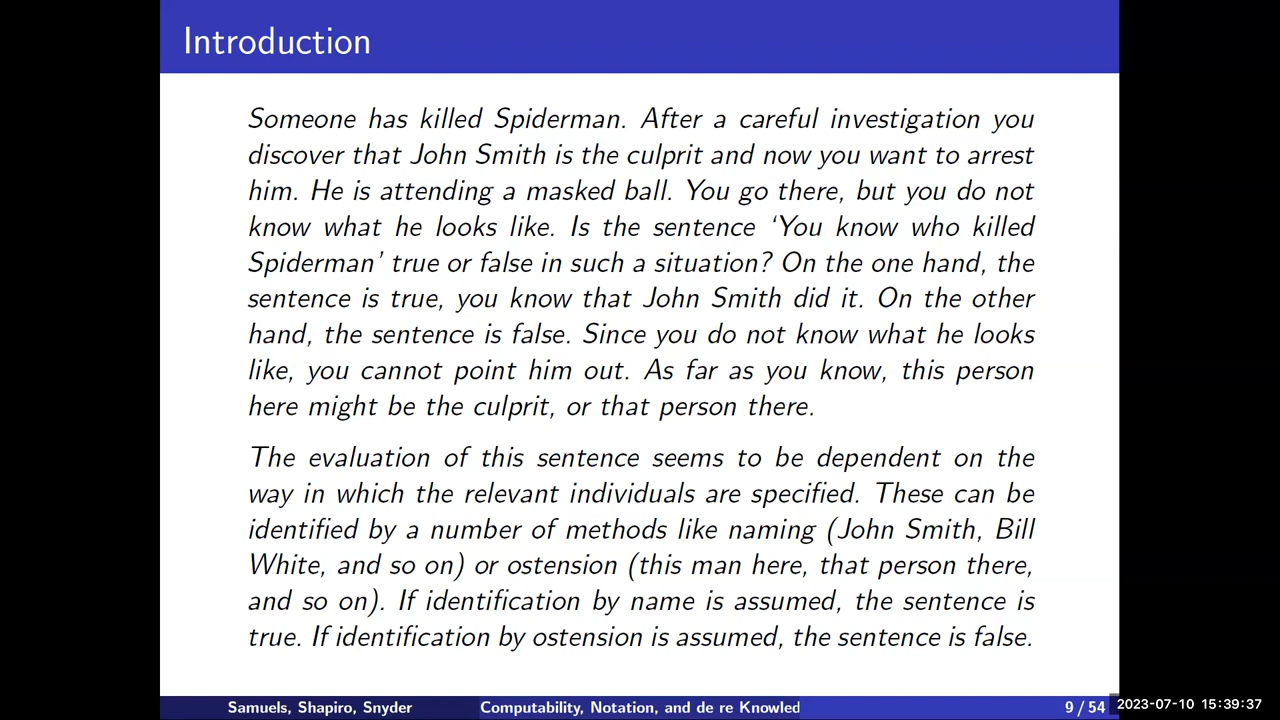 Introduction
Someone has killed Spiderman. After a careful investigation you
discover that John Smith is the culprit and now you want to arrest
him. He is attending a masked ball. You go there, but you do not
know what he looks like. Is the sentence ‘You know who killed
Spiderman’ true or false in such a situation? On the one hand, the
sentence is true, you know that John Smith did it. On the other
hand, the sentence is false. Since you do not know what he looks
like, you cannot point him out. As far as you know, this person
here might be the culprit, or that person there.
The evaluation of this sentence seems to be dependent on the
way in which the relevant individuals are specified. These can be
identified by a number of methods like naming (John Smith, Bill
White, and so on) or ostension (this man here, that person there,
and so on). If identification by name is assumed, the sentence is
true. If identification by ostension is assumed, the sentence is false.
Samuels, Shapiro, Snyder Computability, Notation, and de re Knowled 9 / 54 2023-07-10 15:39:37